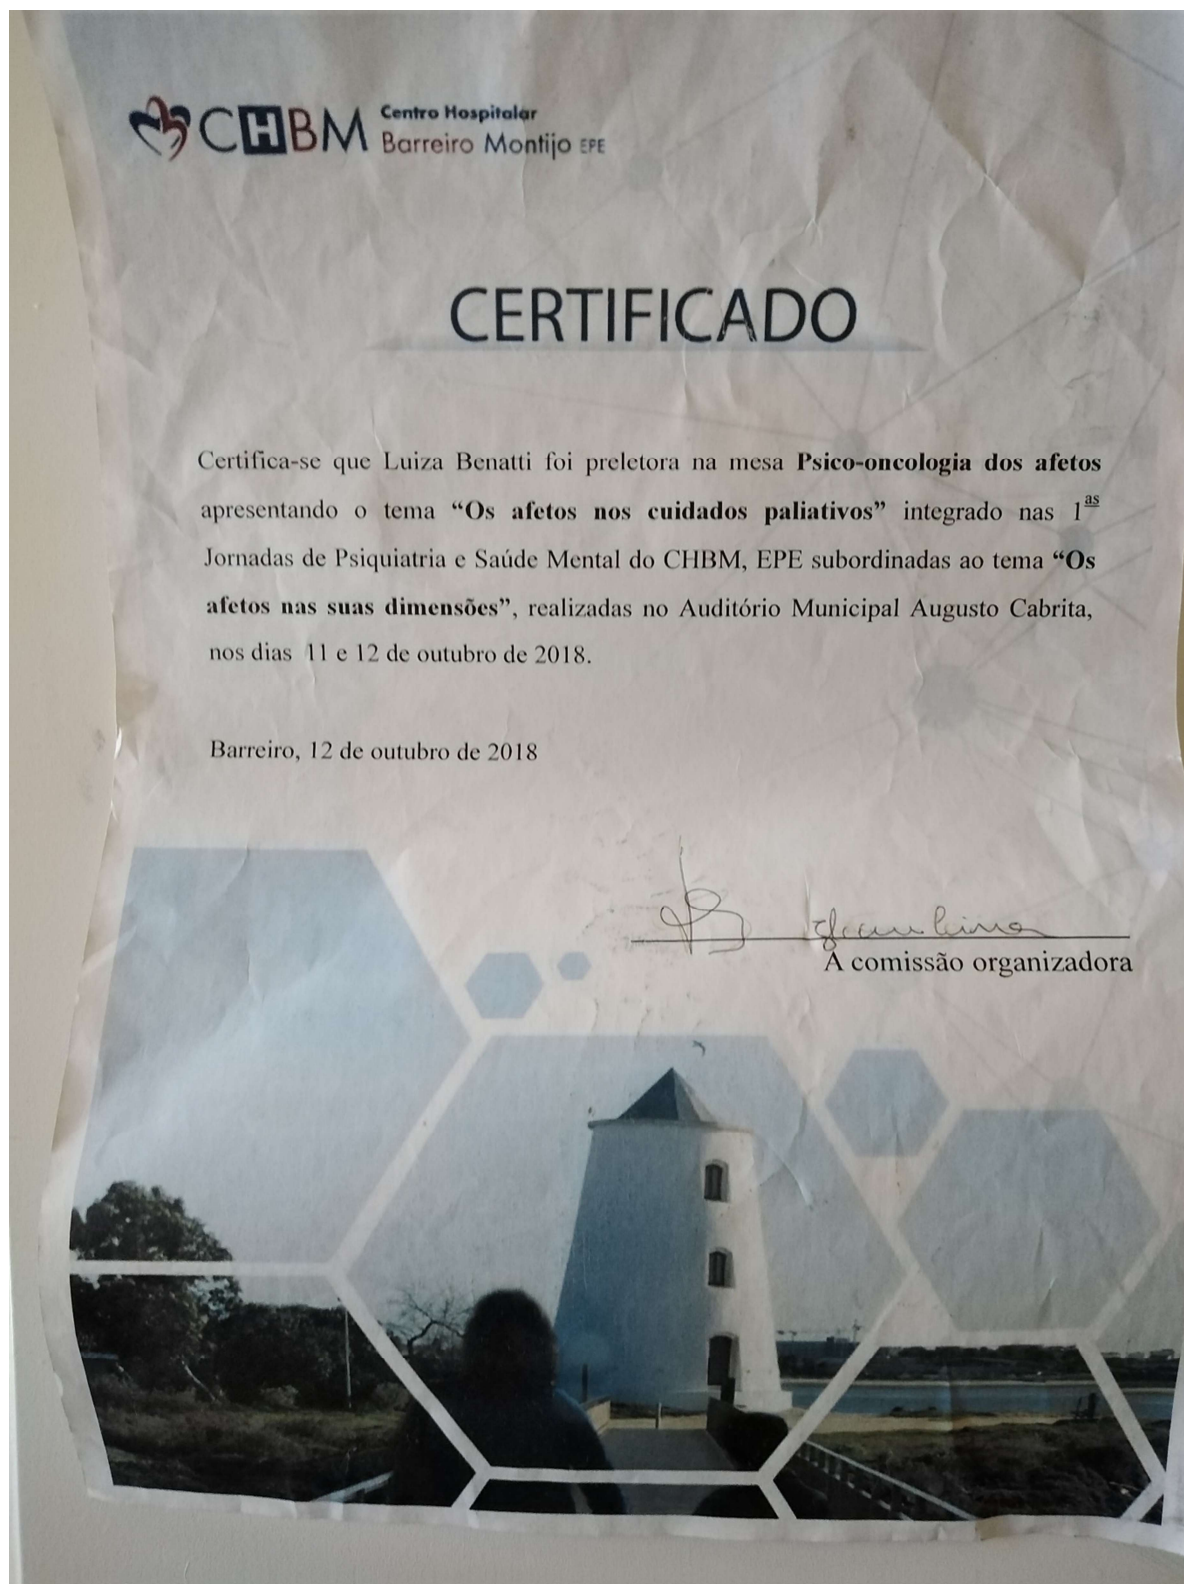 CHBM Centro Hospitalar
Barreiro Montijo EPE
CERTIFICADO
Certifica-se que Luiza Benatti foi preletora na mesa Psico-oncologia dos afetos
apresentando o tema “Os afetos nos cuidados paliativos” integrado nas 1as
Jornadas de Psiquiatria e Saúde Mental do CHBM, EPE subordinadas ao tema “Os
afetos nas suas dimensões”, realizadas no Auditório Municipal Augusto Cabrita,
nos dias 11 e 12 de outubro de 2018.
Barreiro, 12 de outubro de 2018
A comissão organizadora